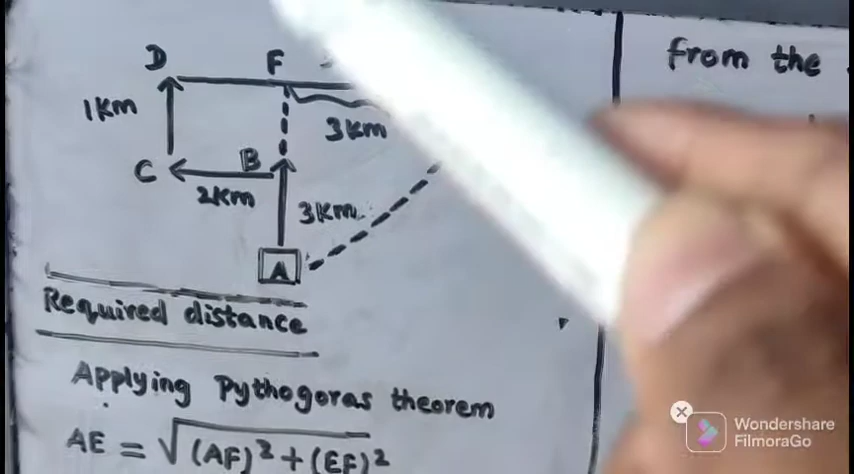 D F
1Km
3Km
B
C
2Km
3Km
A
Required distance
Applying Pythogoras theorem
AE = √(AF)² + (EF)²
from the
Wondershare
FilmoraGo